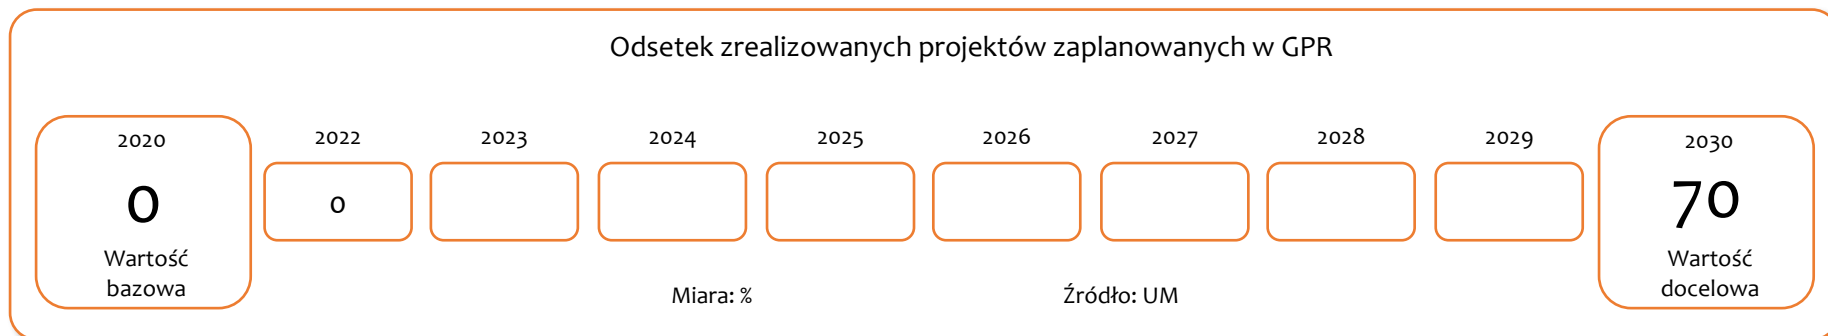 Odsetek zrealizowanych projektów zaplanowanych w GPR
2020 2022 2023 2024 2025 2026 2027 2028 2029 2030
0 0 70
Wartość bazowa
Wartość docelowa
Miara: % Źródło: UM